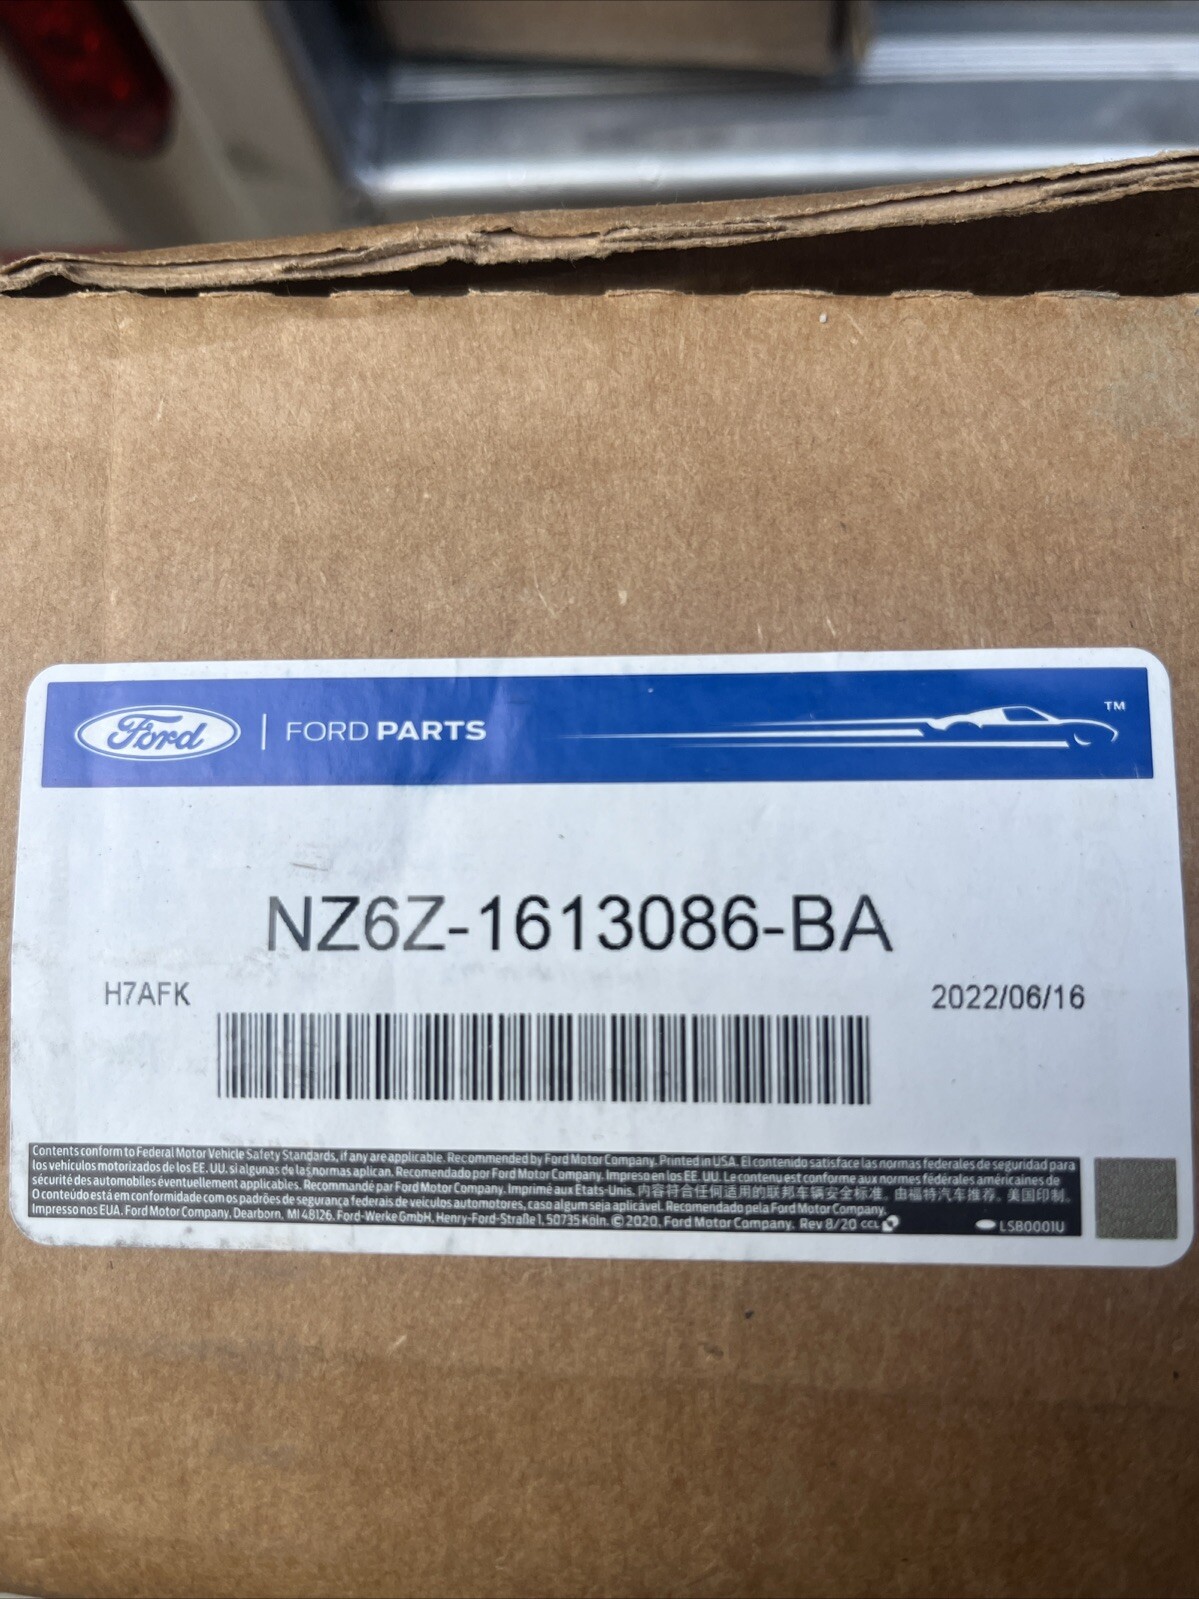 Ford | FORD PARTS
TM
NZ6Z-1613086-BA
H7AFK
2022/06/16
Contents conform to Federal Motor Vehicle Safety Standards, if any are applicable. Recommended by Ford Motor Company. Printed in USA. El contenido satisface las normas federales de seguridad para
los vehículos motorizados de los EE. UU. si algunas de las normas aplican. Recomendado por Ford Motor Company. Impreso en los EE. UU. Le contenu est conforme aux normes fédérales américaines de
sécurité des automobiles éventuellement applicables. Recommandé par Ford Motor Company. Imprimé aux États-Unis. 内容符合任何适用的联邦车辆安全标准。由福特汽车推荐。美国印制。
O conteúdo está em conformidade com os padrões de segurança federais de veículos automotores, caso algum seja aplicável. Recomendado pela Ford Motor Company.
Impresso nos EUA. Ford Motor Company, Dearborn, MI 48126. Ford-Werke GmbH, Henry-Ford-Straße 1, 50735 Köln. © 2020, Ford Motor Company. Rev 8/20 CCL
LSB0001U